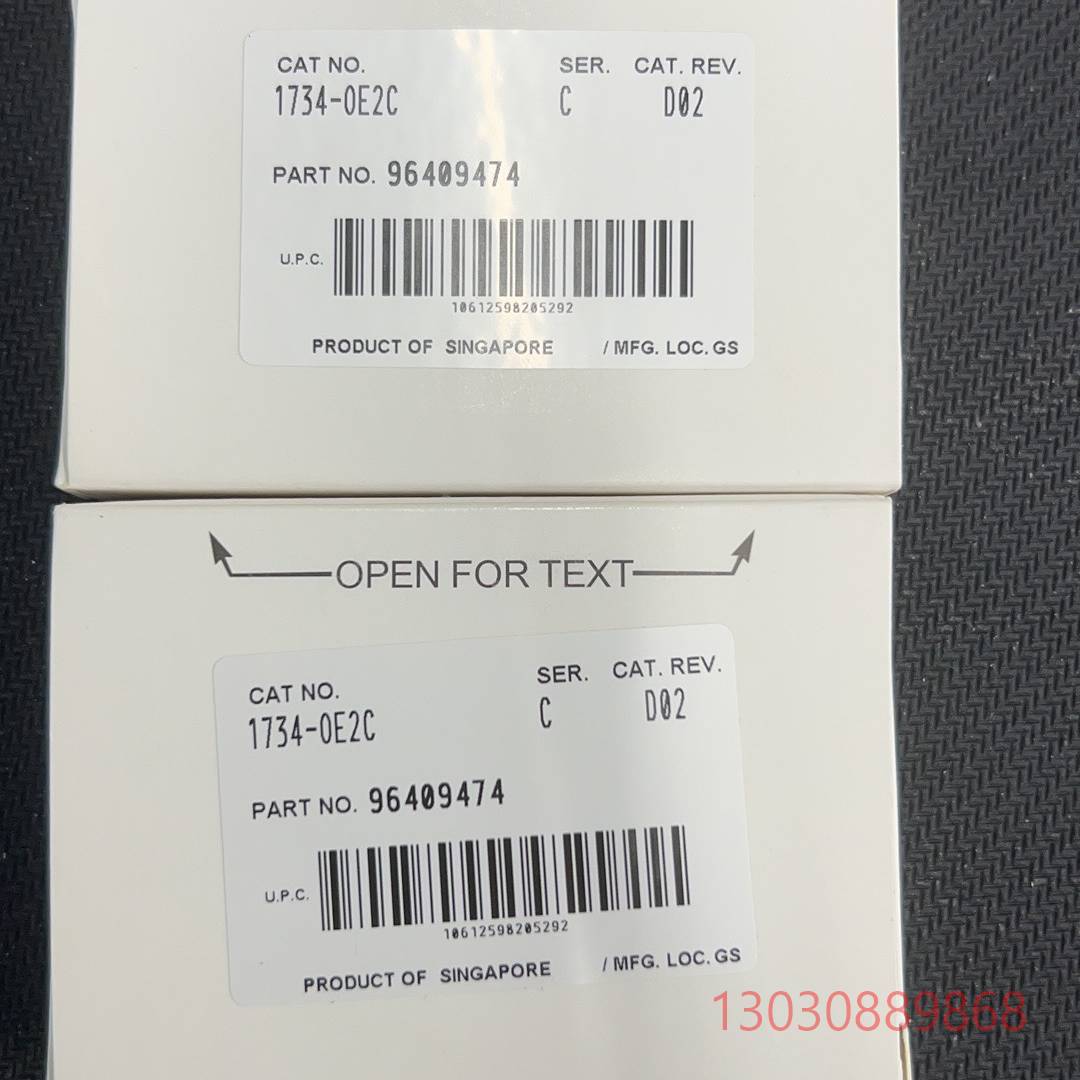 CAT NO. SER. CAT. REV.
1734-OE2C C D02
PART NO. 96409474
U.P.C.
10612598205292
PRODUCT OF SINGAPORE / MFG. LOC. GS
OPEN FOR TEXT
CAT NO. SER. CAT. REV.
1734-OE2C C D02
PART NO. 96409474
U.P.C.
10612598205292
PRODUCT OF SINGAPORE / MFG. LOC. GS
13030889868